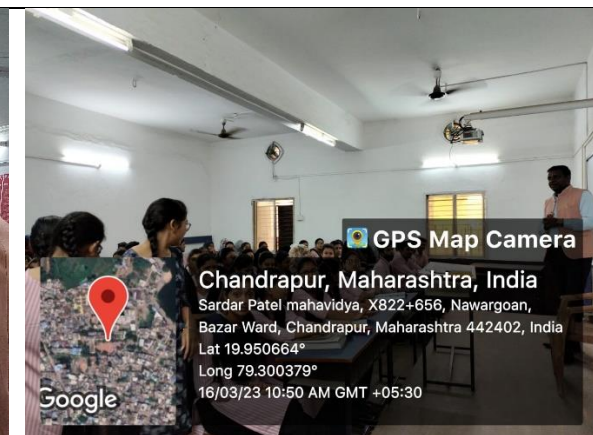 GPS Map Camera
Chandrapur, Maharashtra, India
Sardar Patel mahavidya, X822+656, Nawargoan,
Bazar Ward, Chandrapur, Maharashtra 442402, India
Lat 19.950664°
Long 79.300379°
16/03/23 10:50 AM GMT +05:30
Google